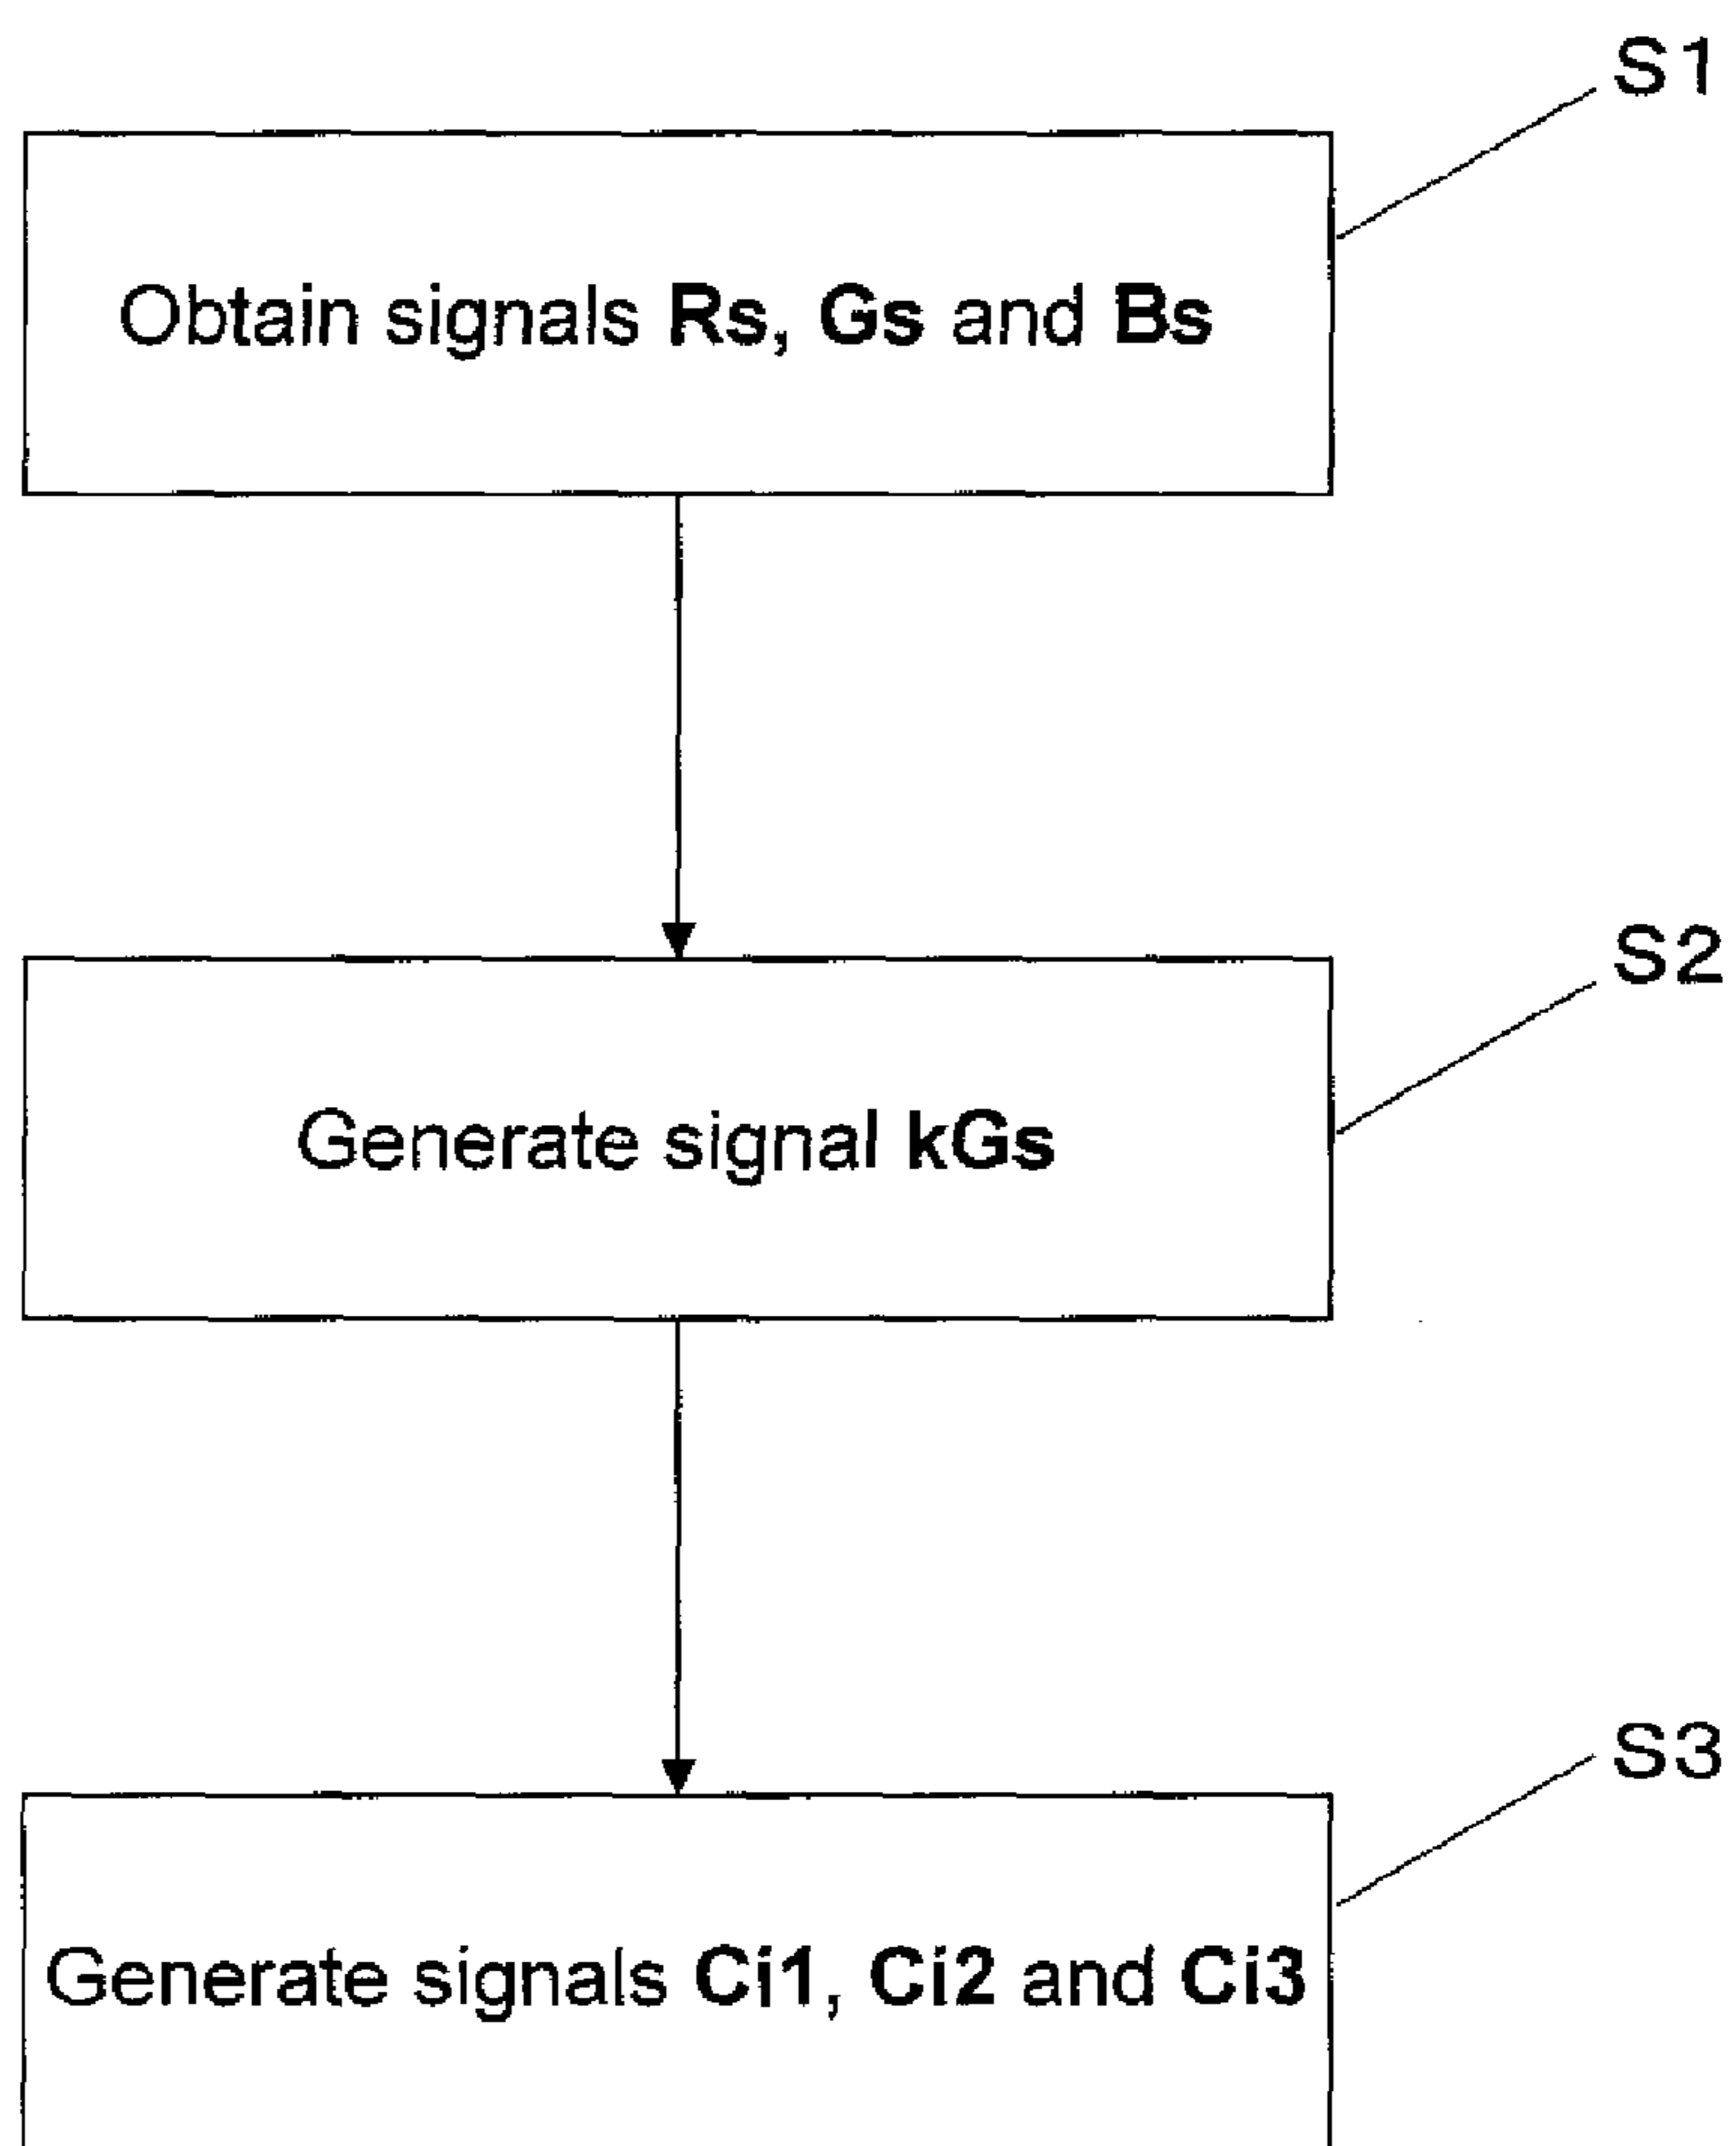 S1
Obtain signals Rs, Gs and Bs
S2
Generate signal kGs
S3
Generate signals Ci1, Ci2 and Ci3